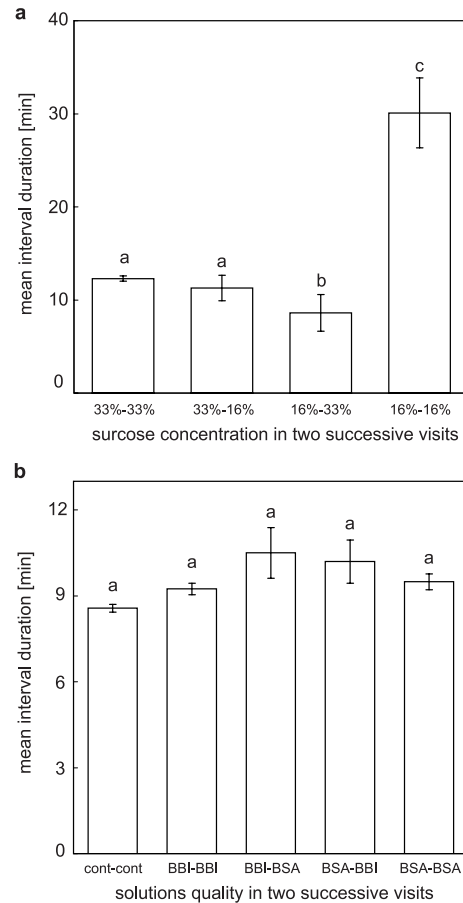 a
mean interval duration [min]
40
30
20
10
0
a
a
b
c
33%-33%
33%-16%
16%-33%
16%-16%
surcose concentration in two successive visits
b
mean interval duration [min]
12
9
6
3
0
a
a
a
a
a
cont-cont
BBI-BBI
BBI-BSA
BSA-BBI
BSA-BSA
solutions quality in two successive visits